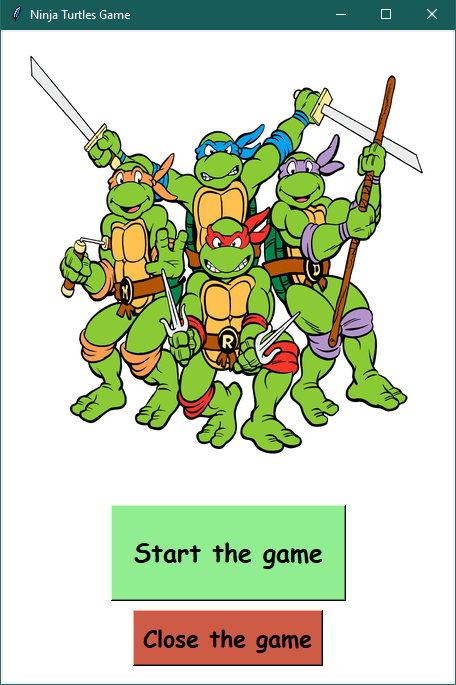 Ninja Turtles Game
M
D
R
Start the game
Close the game